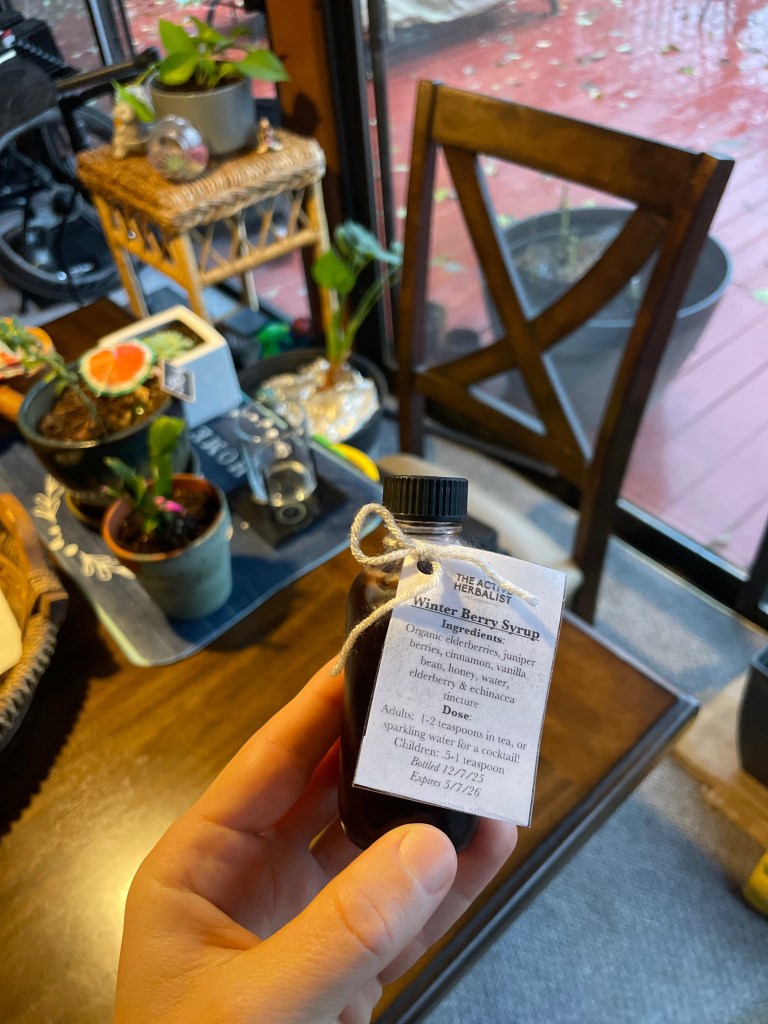 THE ACTIVE
HERBALIST
Winter Berry Syrup
Ingredients:
Organic elderberries, juniper
berries, cinnamon, vanilla
bean, honey, water,
elderberry & echinacea
tincture
Dose:
Adults: 1-2 teaspoons in tea, or
sparkling water for a cocktail!
Children: .5-1 teaspoon
Bottled 12/7/25
Expires 5/7/26
HOME